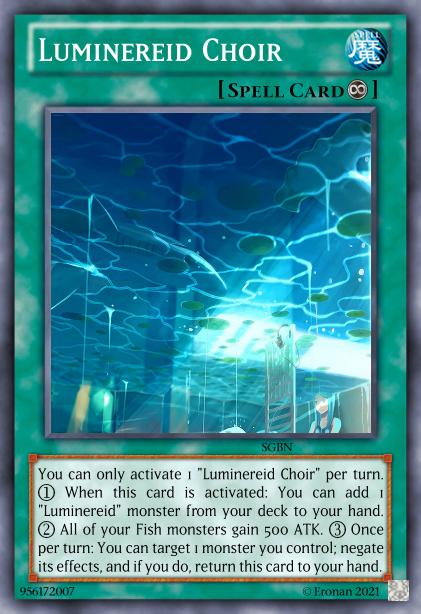 LUMINEREID CHOIR
SPELL
魔
[SPELL CARD]
SGBN
You can only activate 1 "Luminereid Choir" per turn.
① When this card is activated: You can add 1
"Luminereid" monster from your deck to your hand.
② All of your Fish monsters gain 500 ATK. ③ Once
per turn: You can target 1 monster you control; negate
its effects, and if you do, return this card to your hand.
956172007
© Eronan 2021